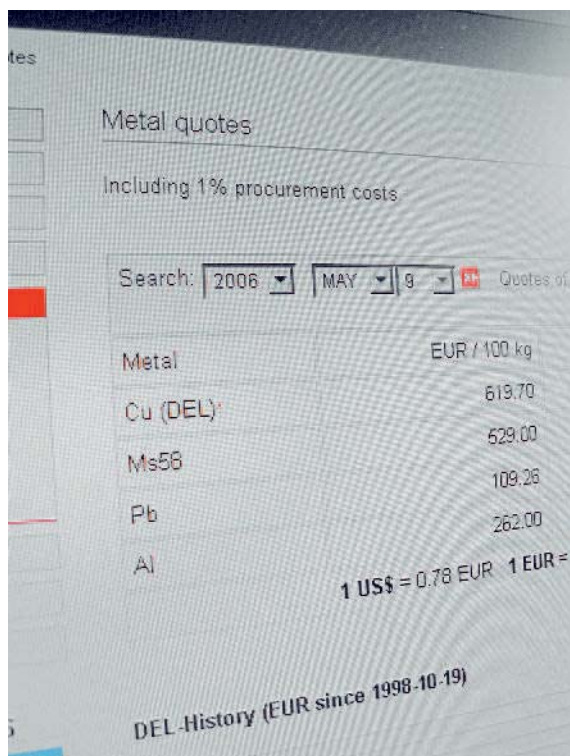 tes
Metal quotes
Including 1% procurement costs
Search: 2006 MAY 9 Quotes of
Metal EUR / 100 kg
Cu (DEL)* 619.70
Ms58 529.00
Pb 109.26
Al 262.00
1 US$ = 0.78 EUR 1 EUR =
DEL-History (EUR since 1998-10-19)